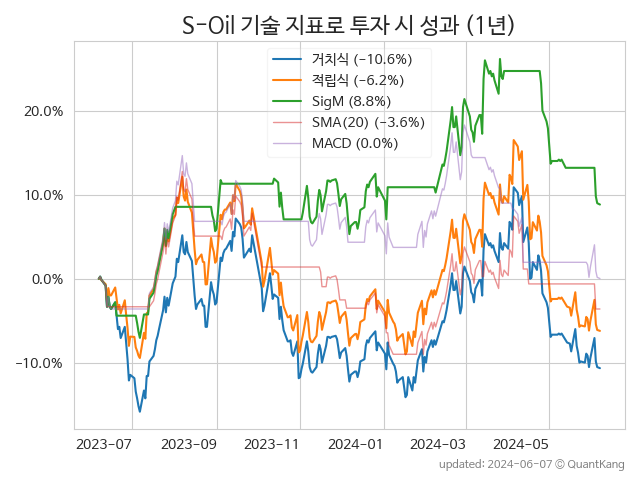 S-Oil 기술 지표로 투자 시 성과 (1년)
거치식 (−10.6%)
적립식 (−6.2%)
SigM (8.8%)
SMA(20) (−3.6%)
MACD (0.0%)
20.0%
10.0%
0.0%
−10.0%
2023-07 2023-09 2023-11 2024-01 2024-03 2024-05
updated: 2024-06-07 ⓒ QuantKang